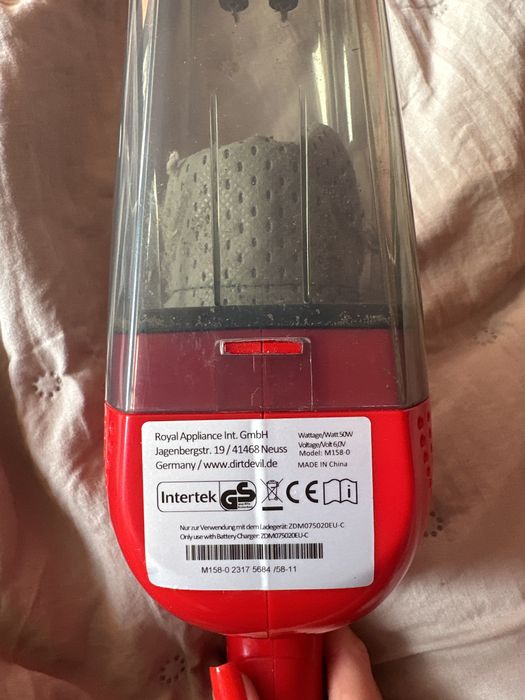 Royal Appliance Int. GmbH
Jagenbergstr. 19 / 41468 Neuss
Germany / www.dirtdevil.de
Wattage/Watt 50W
Voltage/Volt 6,0V
Model: M158-0
MADE IN China
Intertek
GS
CE
i
Nur zur Verwendung mit dem Ladegerät: ZDM075020EU-C
Only use with Battery Charger: ZDM075020EU-C
M158-0 2317 5684 /58-11